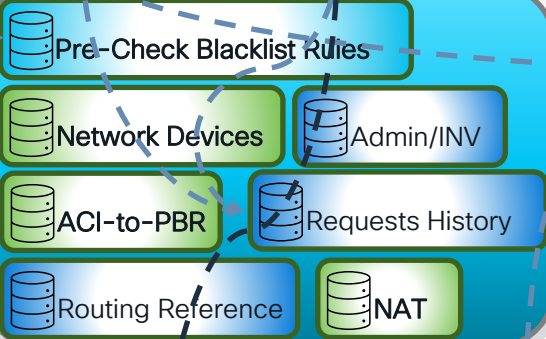 Pre-Check Blacklist Rules
Network Devices
Admin/INV
ACI-to-PBR
Requests History
Routing Reference
NAT